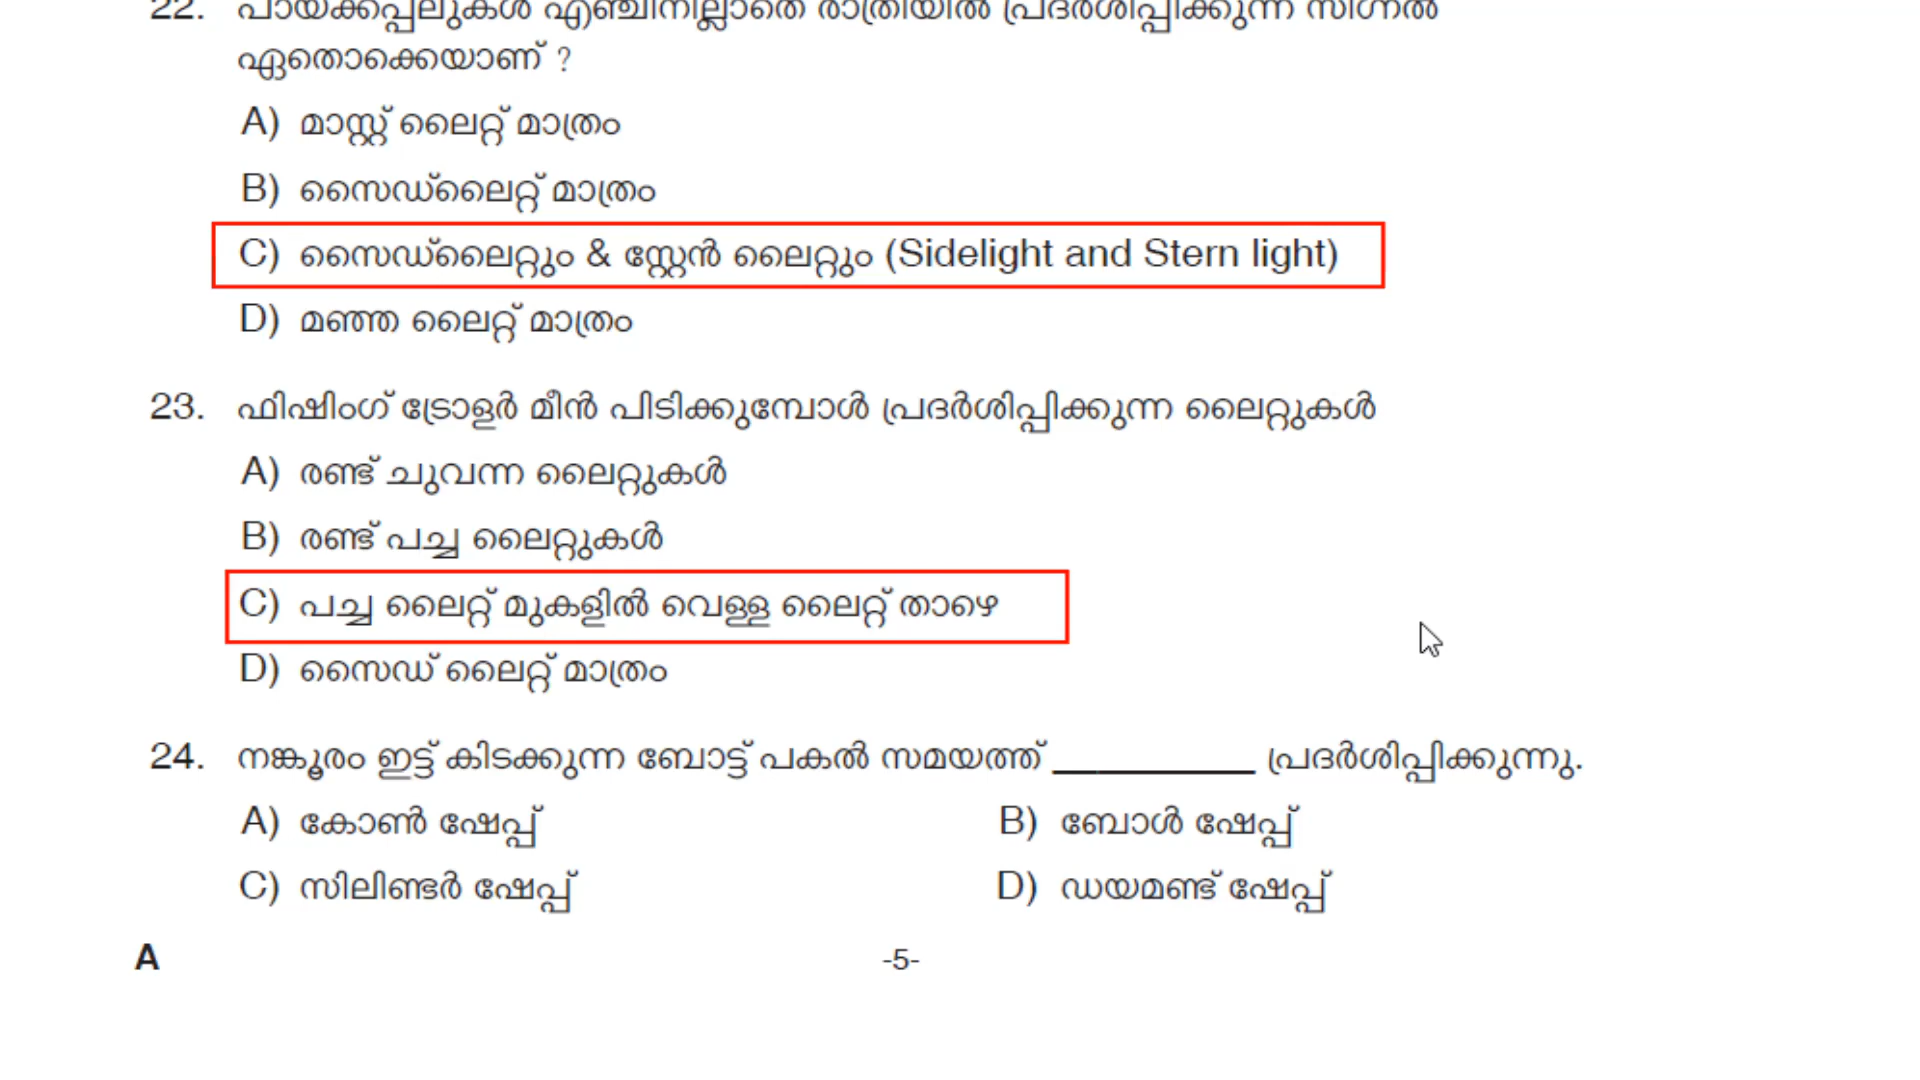 22. പായക്കപ്പലുകൾ എഞ്ചിനില്ലാതെ രാത്രിയിൽ പ്രദർശിപ്പിക്കുന്ന സിഗ്നൽ
ഏതൊക്കെയാണ് ?
A) മാസ്റ്റ് ലൈറ്റ് മാത്രം
B) സൈഡ്ലൈറ്റ് മാത്രം
C) സൈഡ്ലൈറ്റും & സ്റ്റേൻ ലൈറ്റും (Sidelight and Stern light)
D) മഞ്ഞ ലൈറ്റ് മാത്രം
23. ഫിഷിംഗ് ട്രോളർ മീൻ പിടിക്കുമ്പോൾ പ്രദർശിപ്പിക്കുന്ന ലൈറ്റുകൾ
A) രണ്ട് ചുവന്ന ലൈറ്റുകൾ
B) രണ്ട് പച്ച ലൈറ്റുകൾ
C) പച്ച ലൈറ്റ് മുകളിൽ വെള്ള ലൈറ്റ് താഴെ
D) സൈഡ് ലൈറ്റ് മാത്രം
24. നങ്കൂരം ഇട്ട് കിടക്കുന്ന ബോട്ട് പകൽ സമയത്ത് __________ പ്രദർശിപ്പിക്കുന്നു.
A) കോൺ ഷേപ്പ് B) ബോൾ ഷേപ്പ്
C) സിലിണ്ടർ ഷേപ്പ് D) ഡയമണ്ട് ഷേപ്പ്
A -5-